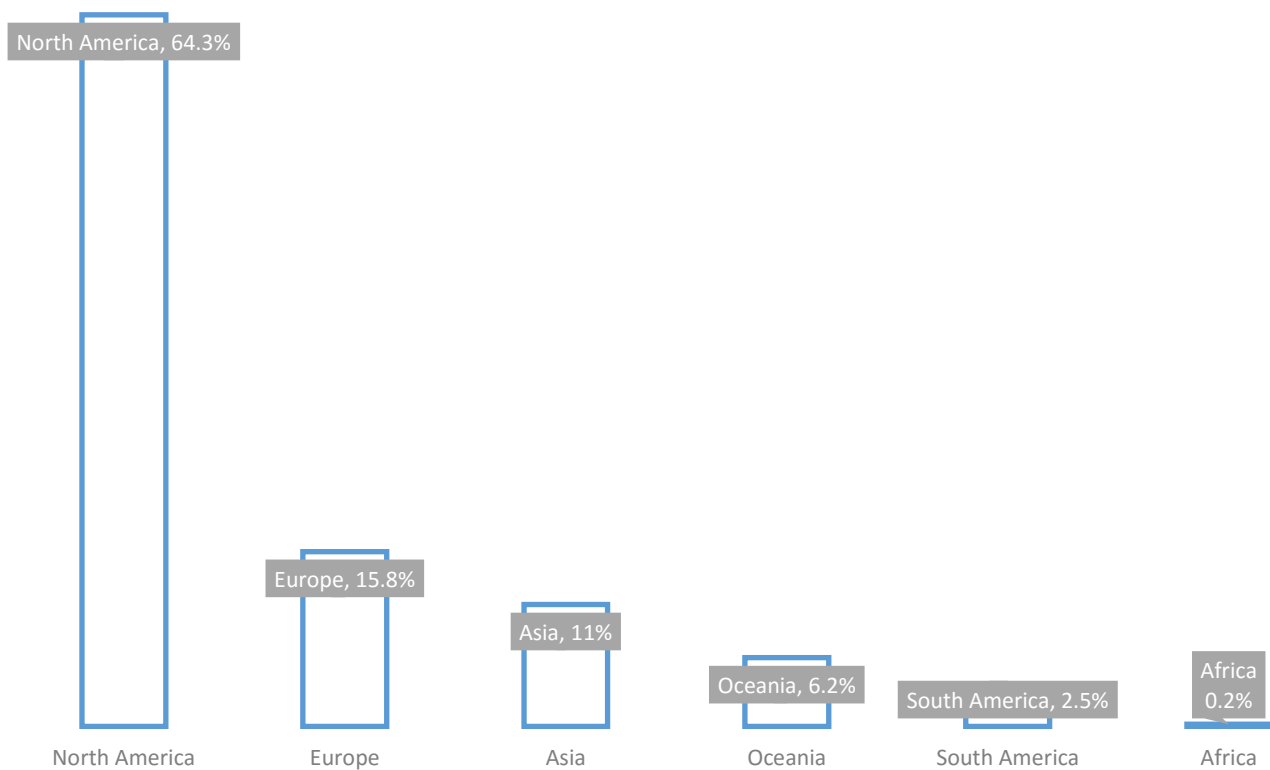 North America, 64.3%
Europe, 15.8%
Asia, 11%
Oceania, 6.2%
South America, 2.5%
Africa
0.2%
North America
Europe
Asia
Oceania
South America
Africa